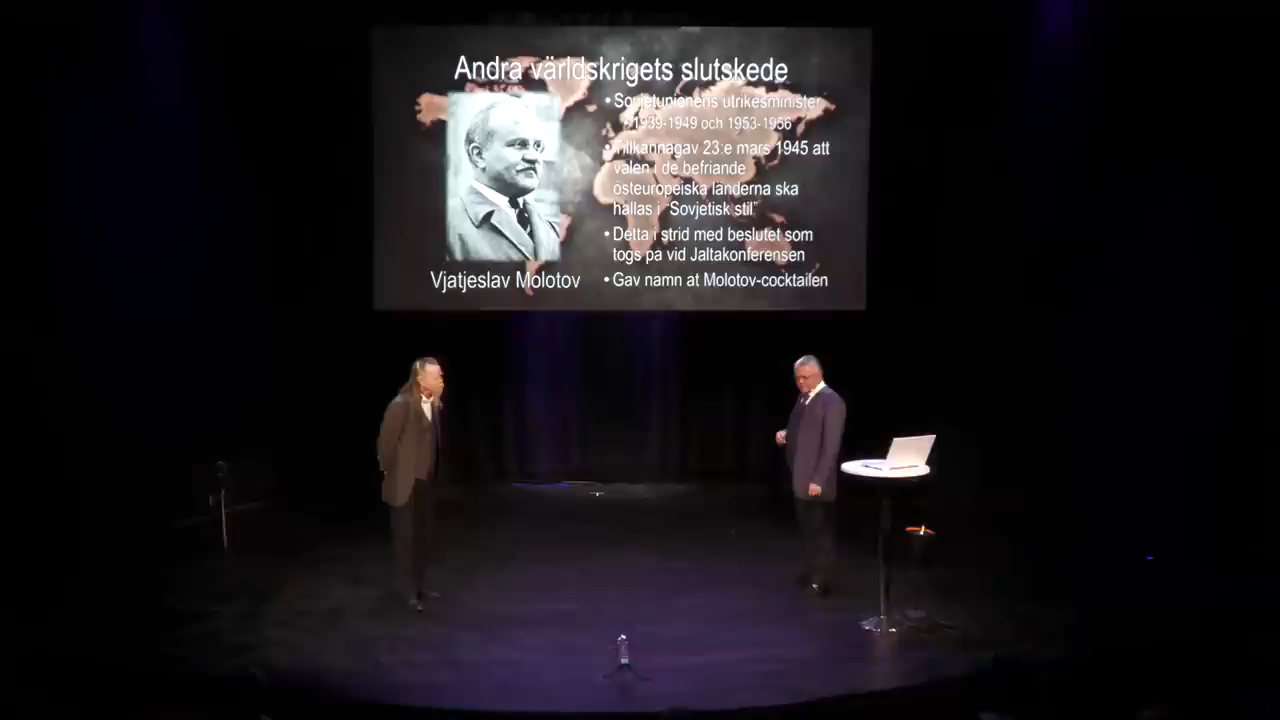 Andra världskrigets slutskede
• Sovjetunionens utrikesminister
• 1939-1949 och 1953-1956
• Tillkännagav 23:e mars 1945 att
valen i de befriande
östeuropeiska länderna ska
hållas i "Sovjetisk stil"
• Detta i strid med beslutet som
togs på vid Jaltakonferensen
• Gav namn åt Molotov-cocktailen
Vjatjeslav Molotov